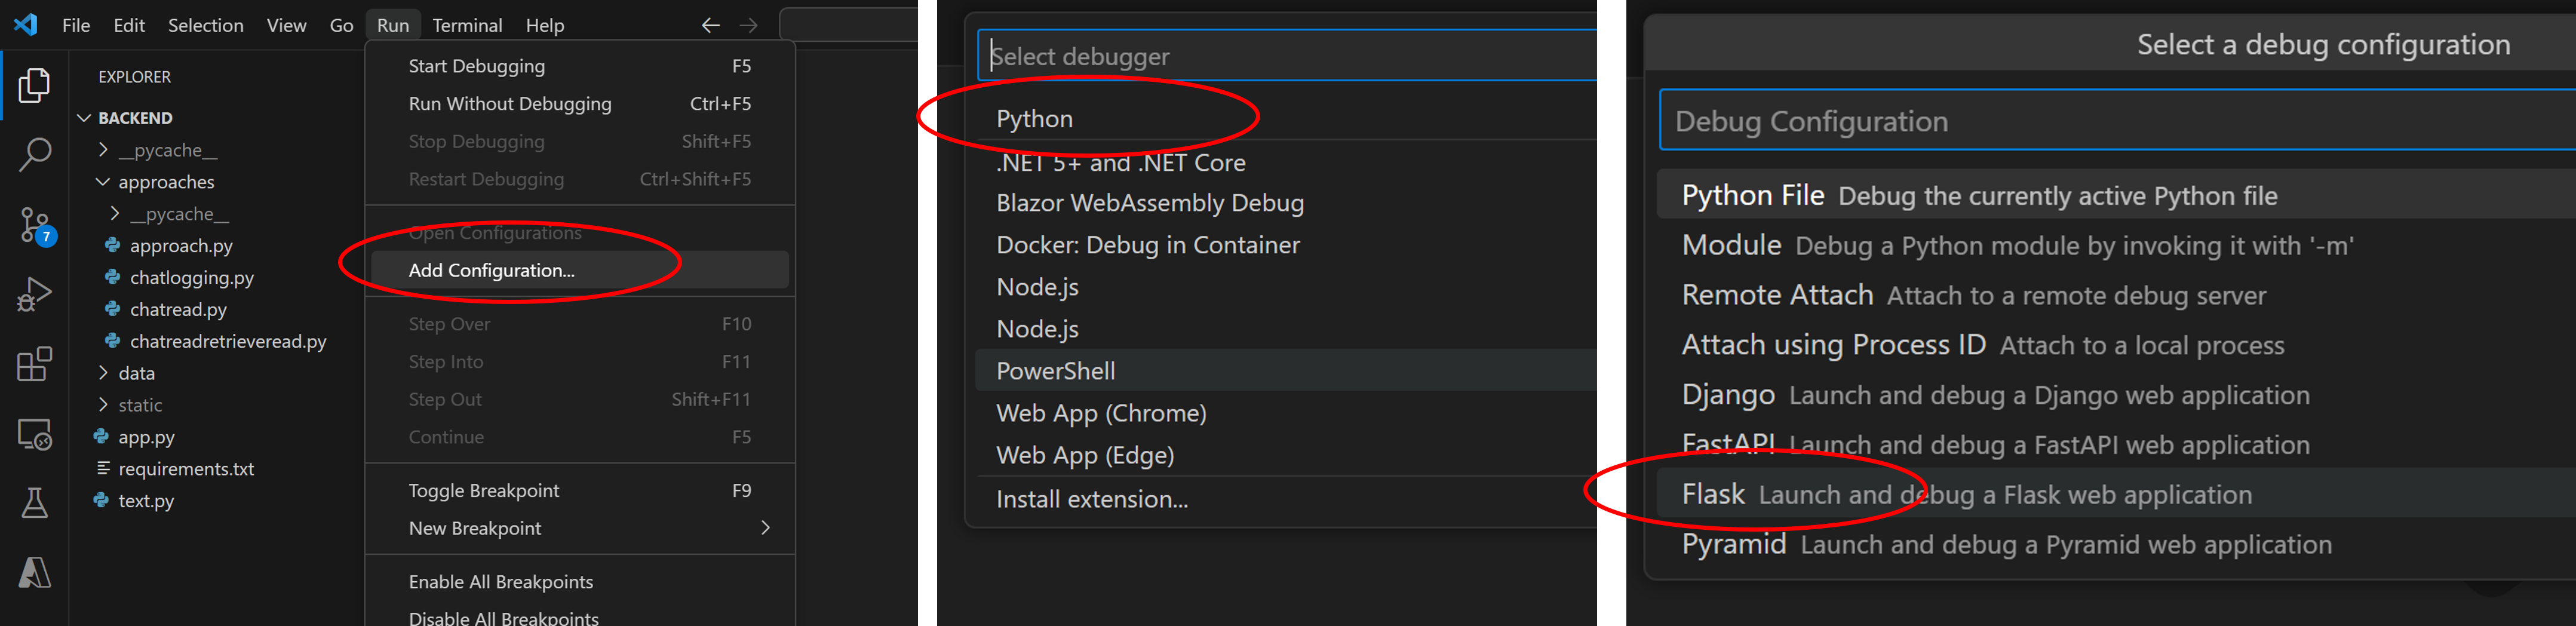 File Edit Selection View Go Run Terminal Help
EXPLORER
BACKEND
__pycache__
approaches
__pycache__
approach.py
chatlogging.py
chatread.py
chatreadretrieveread.py
data
static
app.py
requirements.txt
text.py
7
Start Debugging F5
Run Without Debugging Ctrl+F5
Stop Debugging Shift+F5
Restart Debugging Ctrl+Shift+F5
Open Configurations
Add Configuration...
Step Over F10
Step Into F11
Step Out Shift+F11
Continue F5
Toggle Breakpoint F9
New Breakpoint
Enable All Breakpoints
Disable All Breakpoints
Select debugger
Python
.NET 5+ and .NET Core
Blazor WebAssembly Debug
Docker: Debug in Container
Node.js
Node.js
PowerShell
Web App (Chrome)
Web App (Edge)
Install extension...
Select a debug configuration
Debug Configuration
Python File Debug the currently active Python file
Module Debug a Python module by invoking it with '-m'
Remote Attach Attach to a remote debug server
Attach using Process ID Attach to a local process
Django Launch and debug a Django web application
FastAPI Launch and debug a FastAPI web application
Flask Launch and debug a Flask web application
Pyramid Launch and debug a Pyramid web application